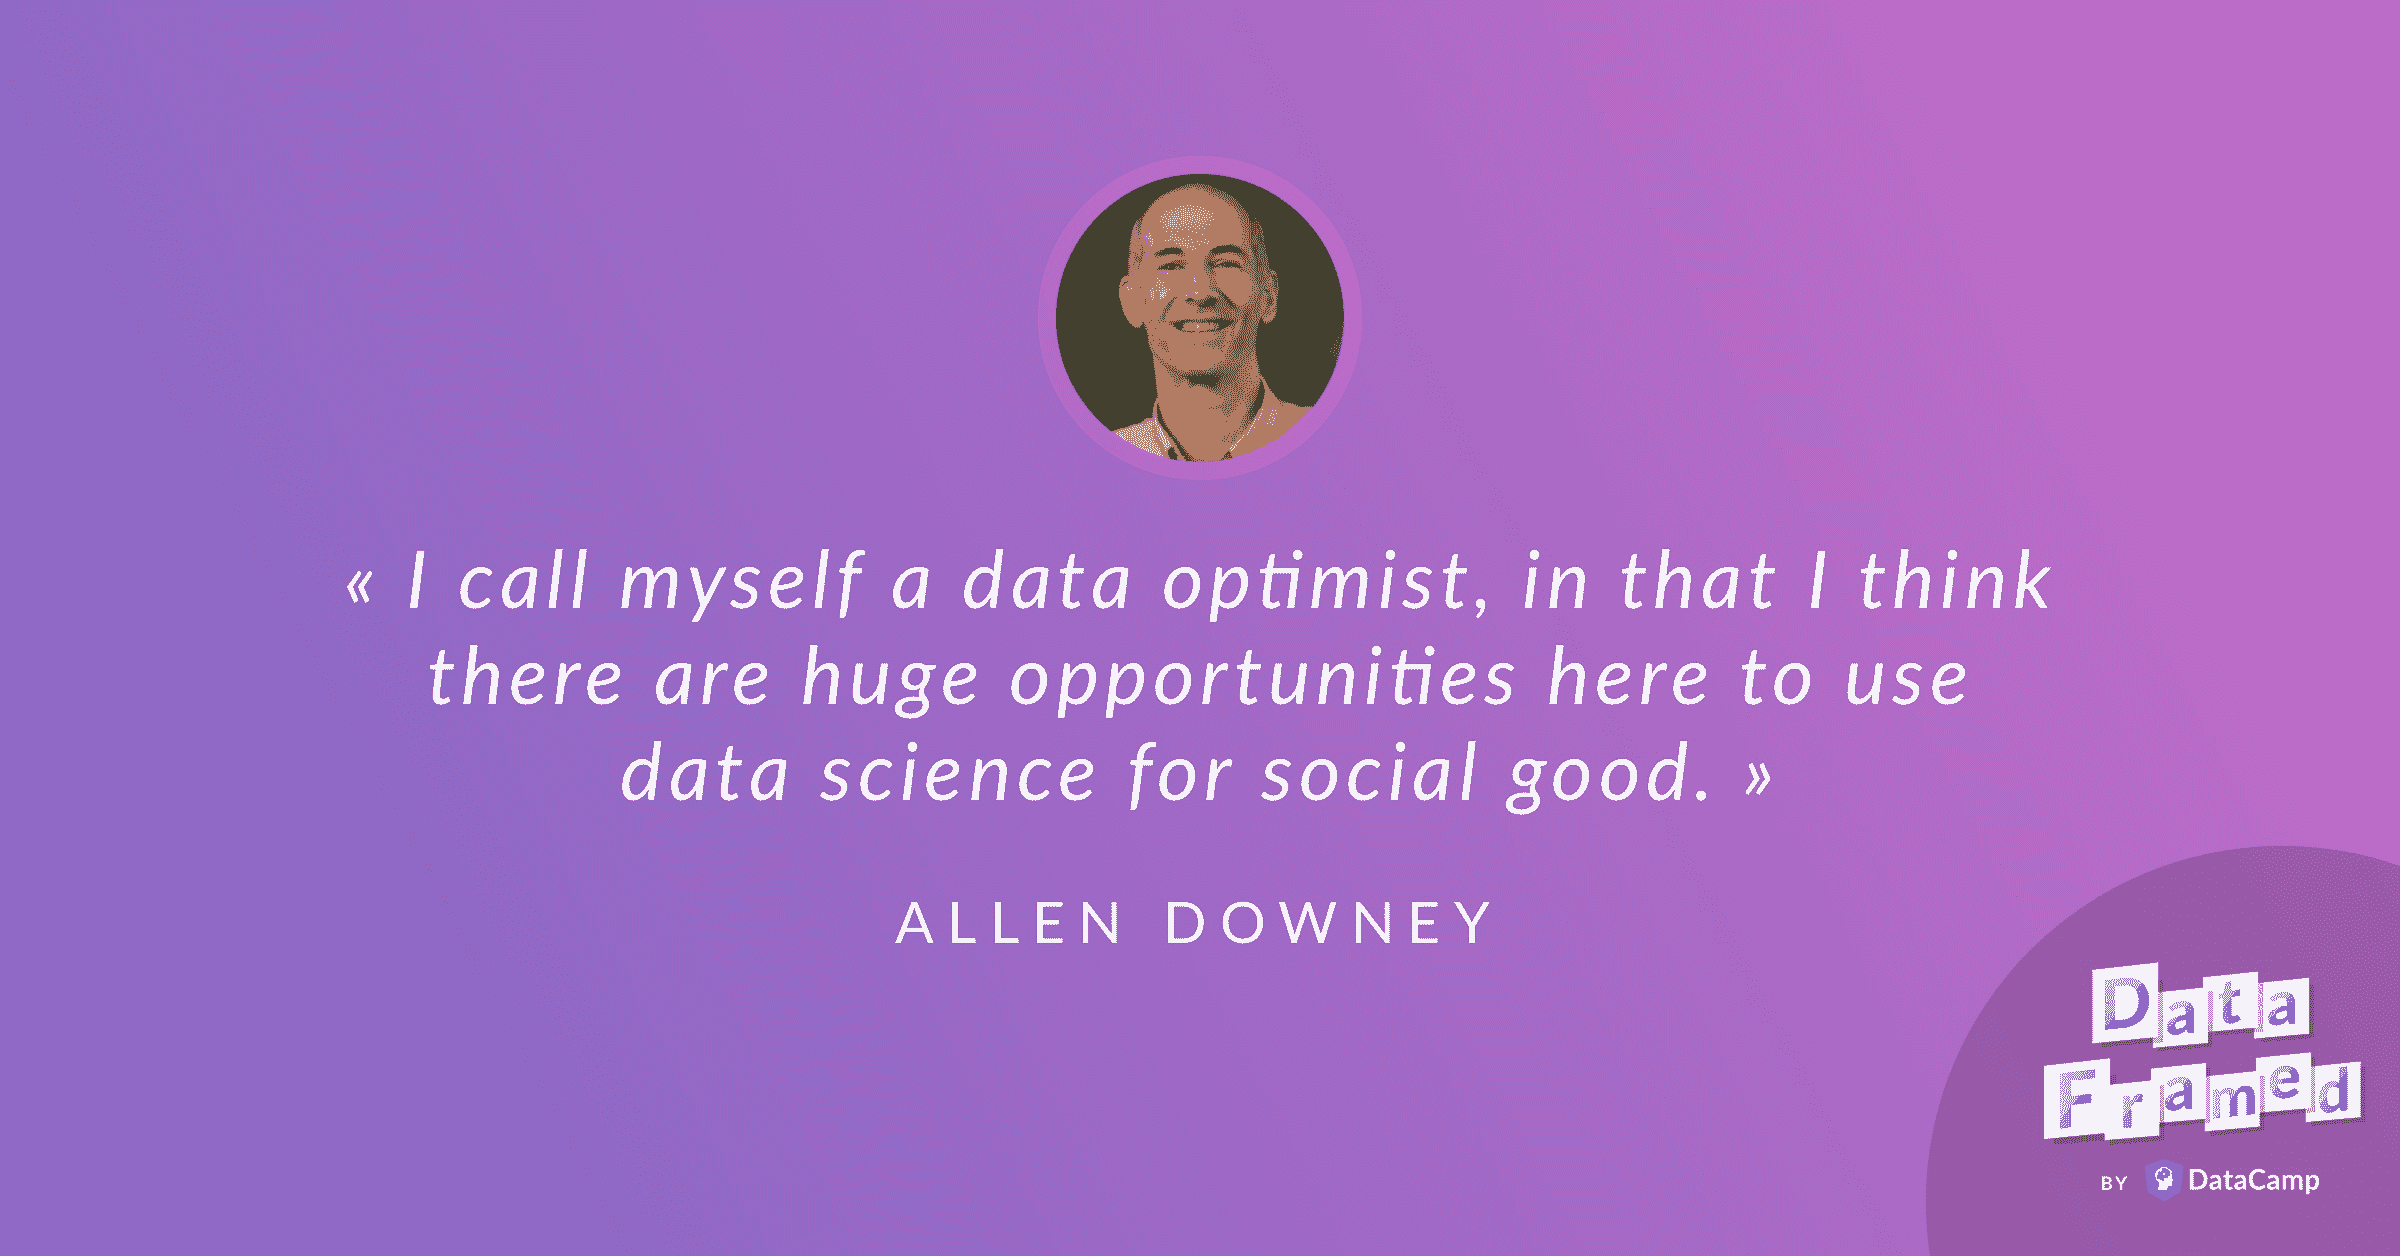 « I call myself a data optimist, in that I think
there are huge opportunities here to use
data science for social good. »
ALLEN DOWNEY
Data
Framed
BY DataCamp